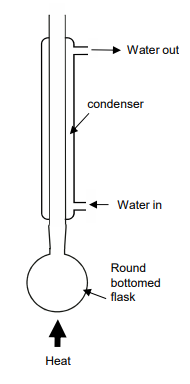 Water out
condenser
Water in
Round
bottomed
flask
Heat